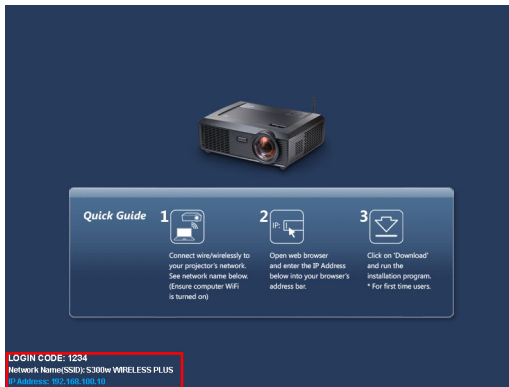 Quick Guide
1
Connect wire/wirelessly to
your projector's network.
See network name below.
(Ensure computer WiFi
is turned on)
2
IP:
Open web browser
and enter the IP Address
below into your browser's
address bar.
3
Click on 'Download'
and run the
installation program.
* For first time users.
LOGIN CODE: 1234
Network Name(SSID): S300w WIRELESS PLUS
IP Address: 192.168.100.10